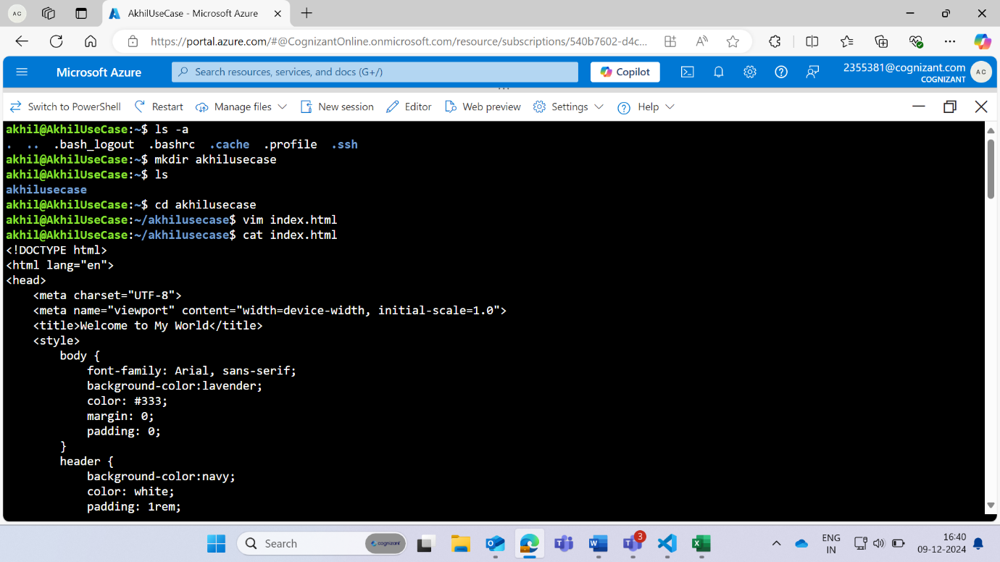 AC
AkhilUseCase - Microsoft Azure
https://portal.azure.com/#@CognizantOnline.onmicrosoft.com/resource/subscriptions/540b7602-d4c...
Microsoft Azure
Search resources, services, and docs (G+/)
Copilot
2355381@cognizant.com
COGNIZANT
AC
Switch to PowerShell Restart Manage files New session Editor Web preview Settings Help
akhil@AkhilUseCase:~$ ls -a
. .. .bash_logout .bashrc .cache .profile .ssh
akhil@AkhilUseCase:~$ mkdir akhilusecase
akhil@AkhilUseCase:~$ ls
akhilusecase
akhil@AkhilUseCase:~$ cd akhilusecase
akhil@AkhilUseCase:~/akhilusecase$ vim index.html
akhil@AkhilUseCase:~/akhilusecase$ cat index.html
<!DOCTYPE html>
<html lang="en">
<head>
    <meta charset="UTF-8">
    <meta name="viewport" content="width=device-width, initial-scale=1.0">
    <title>Welcome to My World</title>
    <style>
        body {
            font-family: Arial, sans-serif;
            background-color:lavender;
            color: #333;
            margin: 0;
            padding: 0;
        }
        header {
            background-color:navy;
            color: white;
            padding: 1rem;
Search
cognizant
3
ENG
IN
16:40
09-12-2024